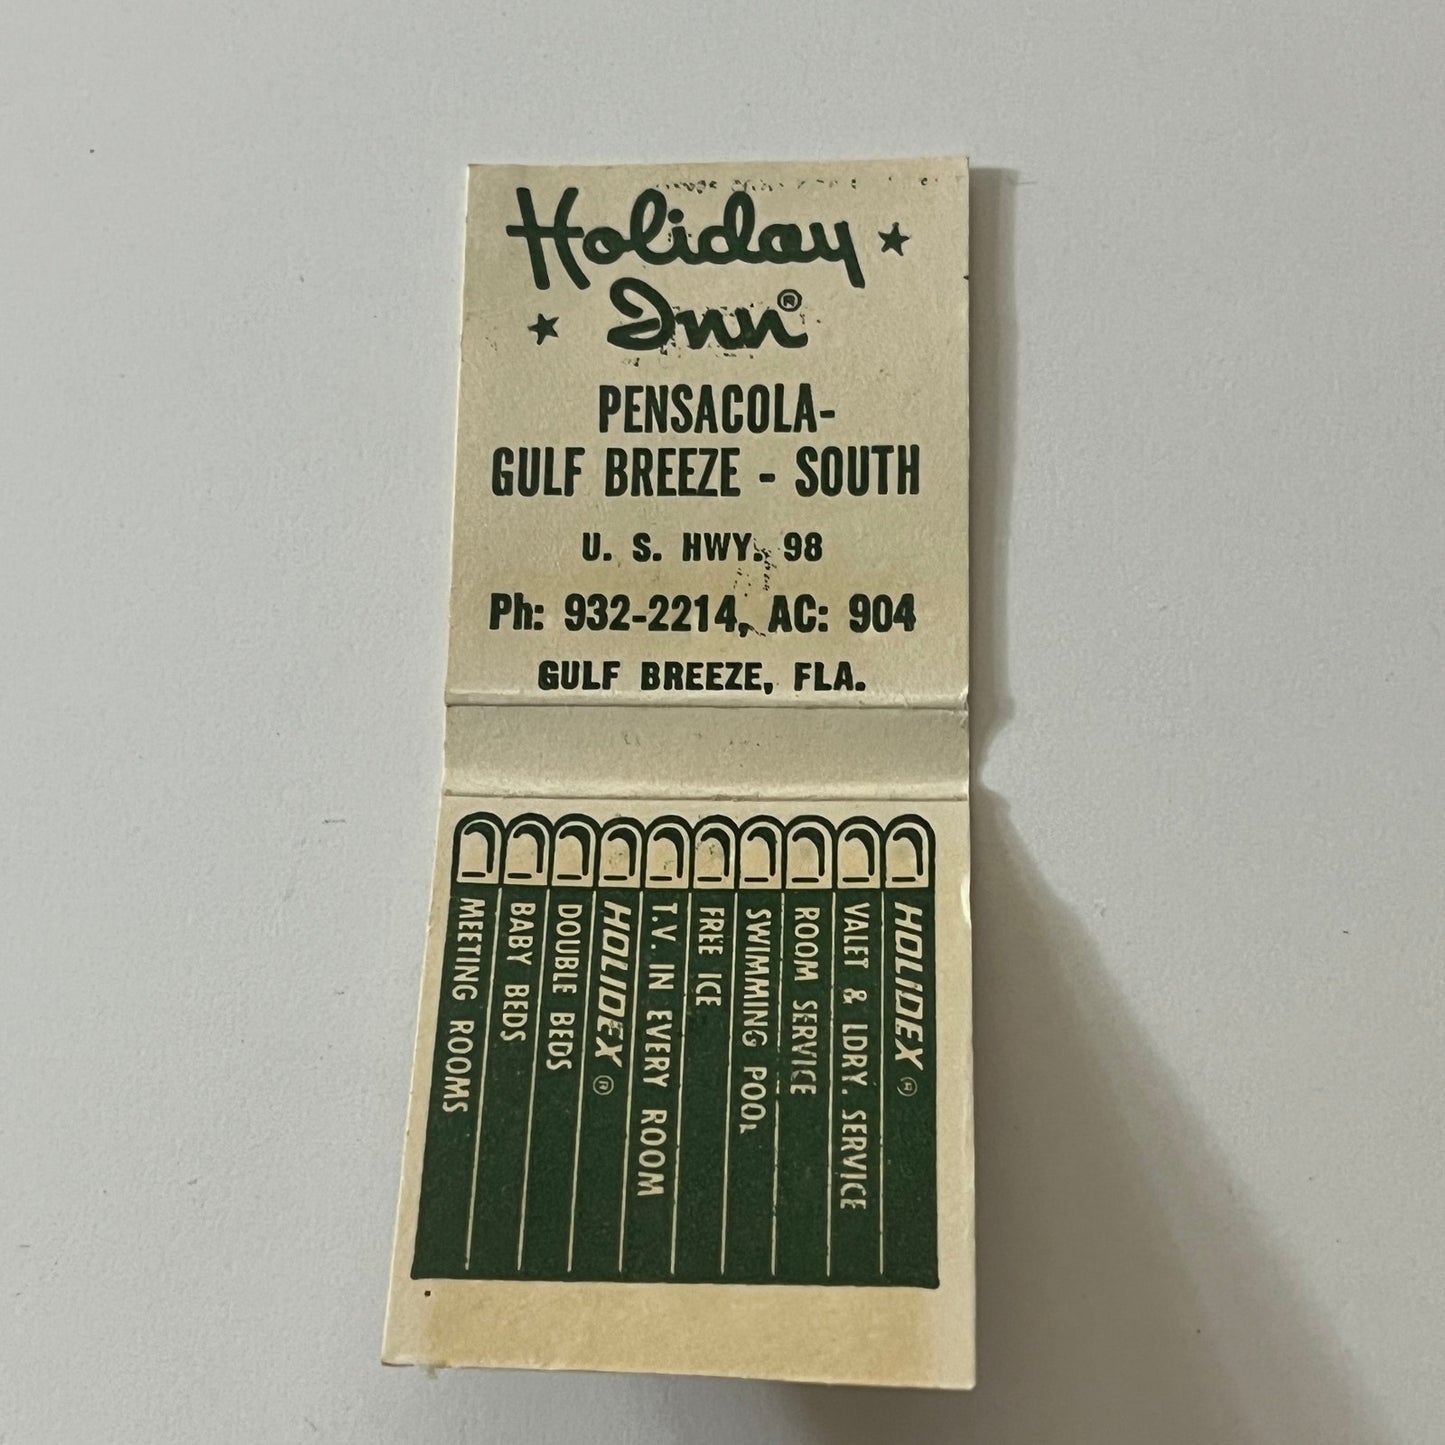 Holiday
Inn®
PENSACOLA-
GULF BREEZE - SOUTH
U. S. HWY. 98
Ph: 932-2214, AC: 904
GULF BREEZE, FLA.
HOLIDEX ®
VALET & LDRY. SERVICE
ROOM SERVICE
SWIMMING POOL
FREE ICE
T.V. IN EVERY ROOM
HOLIDEX ®
DOUBLE BEDS
BABY BEDS
MEETING ROOMS